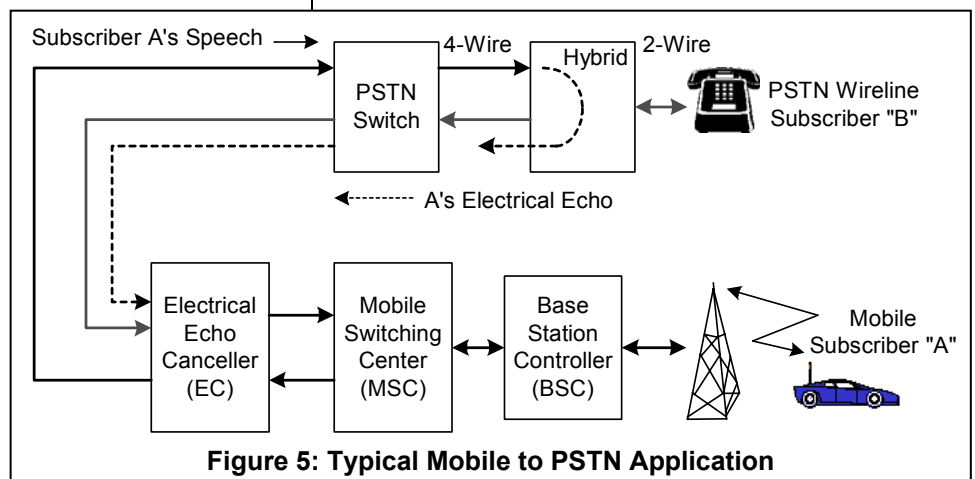 Subscriber A's Speech
4-Wire
Hybrid
2-Wire
PSTN
Switch
PSTN Wireline
Subscriber "B"
A's Electrical Echo
Electrical
Echo
Canceller
(EC)
Mobile
Switching
Center
(MSC)
Base
Station
Controller
(BSC)
Mobile
Subscriber "A"
Figure 5: Typical Mobile to PSTN Application